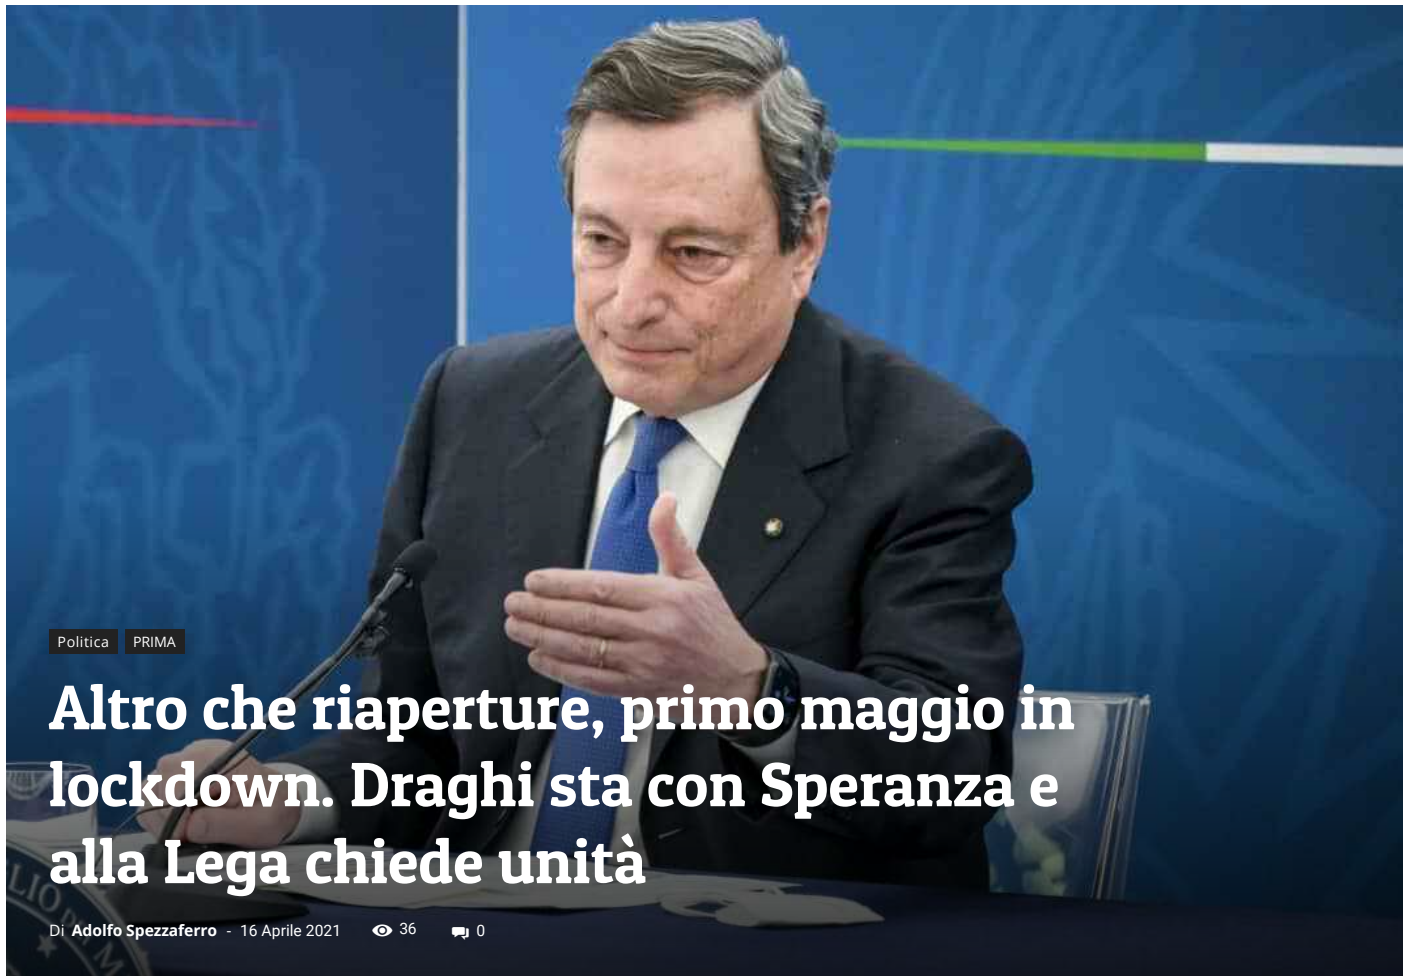 Politica PRIMA
Altro che riaperture, primo maggio in
lockdown. Draghi sta con Speranza e
alla Lega chiede unità
Di Adolfo Spezzaferro - 16 Aprile 2021 36 0